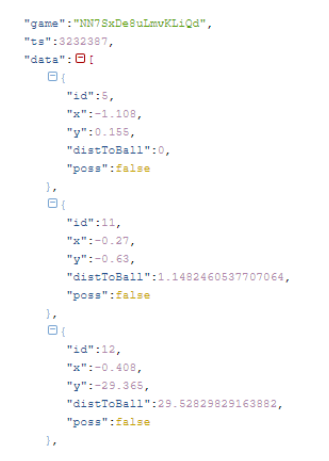 "game":"NN7SxDe8uLmvKLiQd",
"ts":3232387,
"data":[
{
"id":5,
"x":-1.108,
"y":0.155,
"distToBall":0,
"poss":false
},
{
"id":11,
"x":-0.27,
"y":-0.63,
"distToBall":1.1482460537707064,
"poss":false
},
{
"id":12,
"x":-0.408,
"y":-29.365,
"distToBall":29.52829829163882,
"poss":false
},